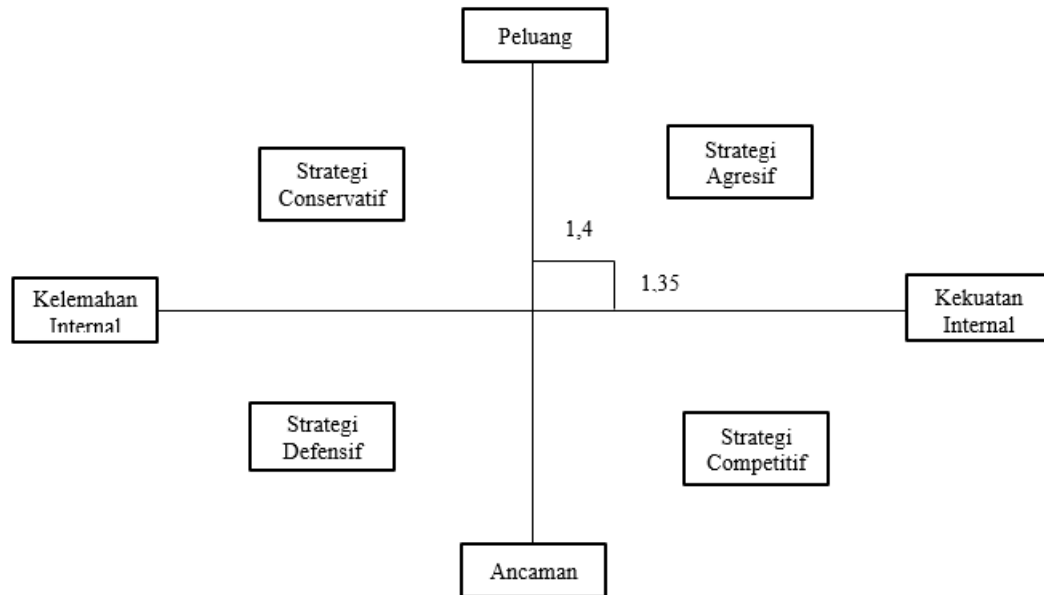 Peluang
Strategi
Agresif
Strategi
Conservatif
1,4
1,35
Kelemahan
Internal
Kekuatan
Internal
Strategi
Defensif
Strategi
Competitif
Ancaman